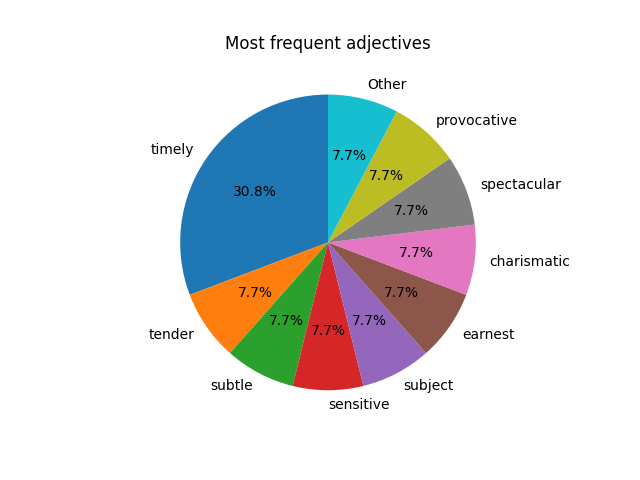 Most frequent adjectives
Other
provocative
timely
7.7%
7.7%
spectacular
30.8%
7.7%
7.7%
charismatic
7.7%
7.7%
7.7%
7.7%
7.7%
tender
earnest
subtle
subject
sensitive